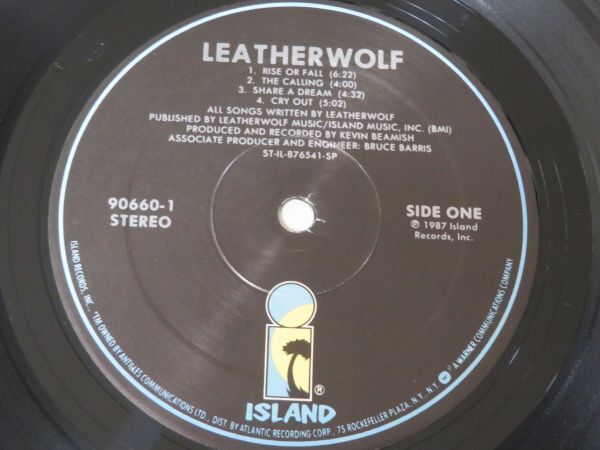 LEATHERWOLF
1. RISE OR FALL (6:22)
2. THE CALLING (4:00)
3. SHARE A DREAM (4:32)
4. CRY OUT (5:02)
ALL SONGS WRITTEN BY LEATHERWOLF
PUBLISHED BY LEATHERWOLF MUSIC/ISLAND MUSIC, INC. (BMI)
PRODUCED AND RECORDED BY KEVIN BEAMISH
ASSOCIATE PRODUCER AND ENGINEER: BRUCE BARRIS
ST-IL-876541-SP
90660-1
STEREO
SIDE ONE
℗ 1987 Island
Records, Inc.
ISLAND ®
ISLAND RECORDS, INC., *TM OWNED BY ANTILLES COMMUNICATIONS LTD., DIST. BY ATLANTIC RECORDING CORP., 75 ROCKEFELLER PLAZA, N.Y., N.Y. A WARNER COMMUNICATIONS COMPANY